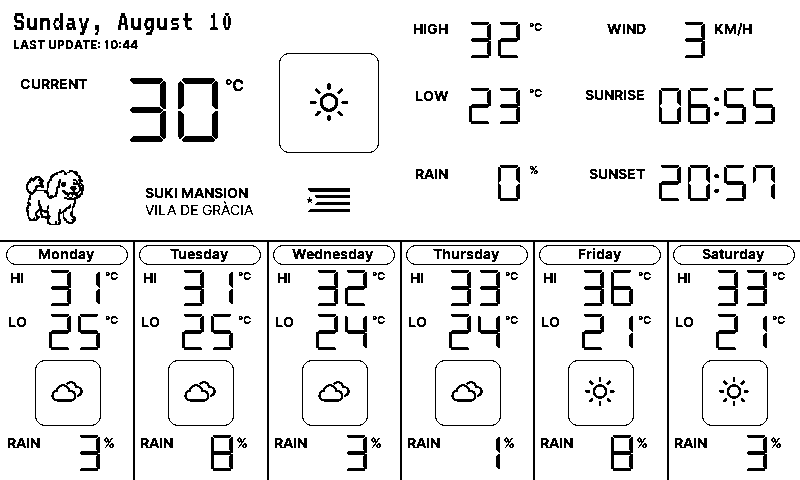 Sunday, August 10
LAST UPDATE: 10:44
CURRENT 30 °C
HIGH 32 °C
WIND 3 KM/H
LOW 23 °C
SUNRISE 06:55
RAIN 0 %
SUNSET 20:57
SUKI MANSION
VILA DE GRÀCIA
Monday
HI 31 °C
LO 25 °C
RAIN 3 %
Tuesday
HI 31 °C
LO 25 °C
RAIN 8 %
Wednesday
HI 32 °C
LO 24 °C
RAIN 3 %
Thursday
HI 33 °C
LO 24 °C
RAIN 1 %
Friday
HI 36 °C
LO 21 °C
RAIN 8 %
Saturday
HI 33 °C
LO 21 °C
RAIN 3 %